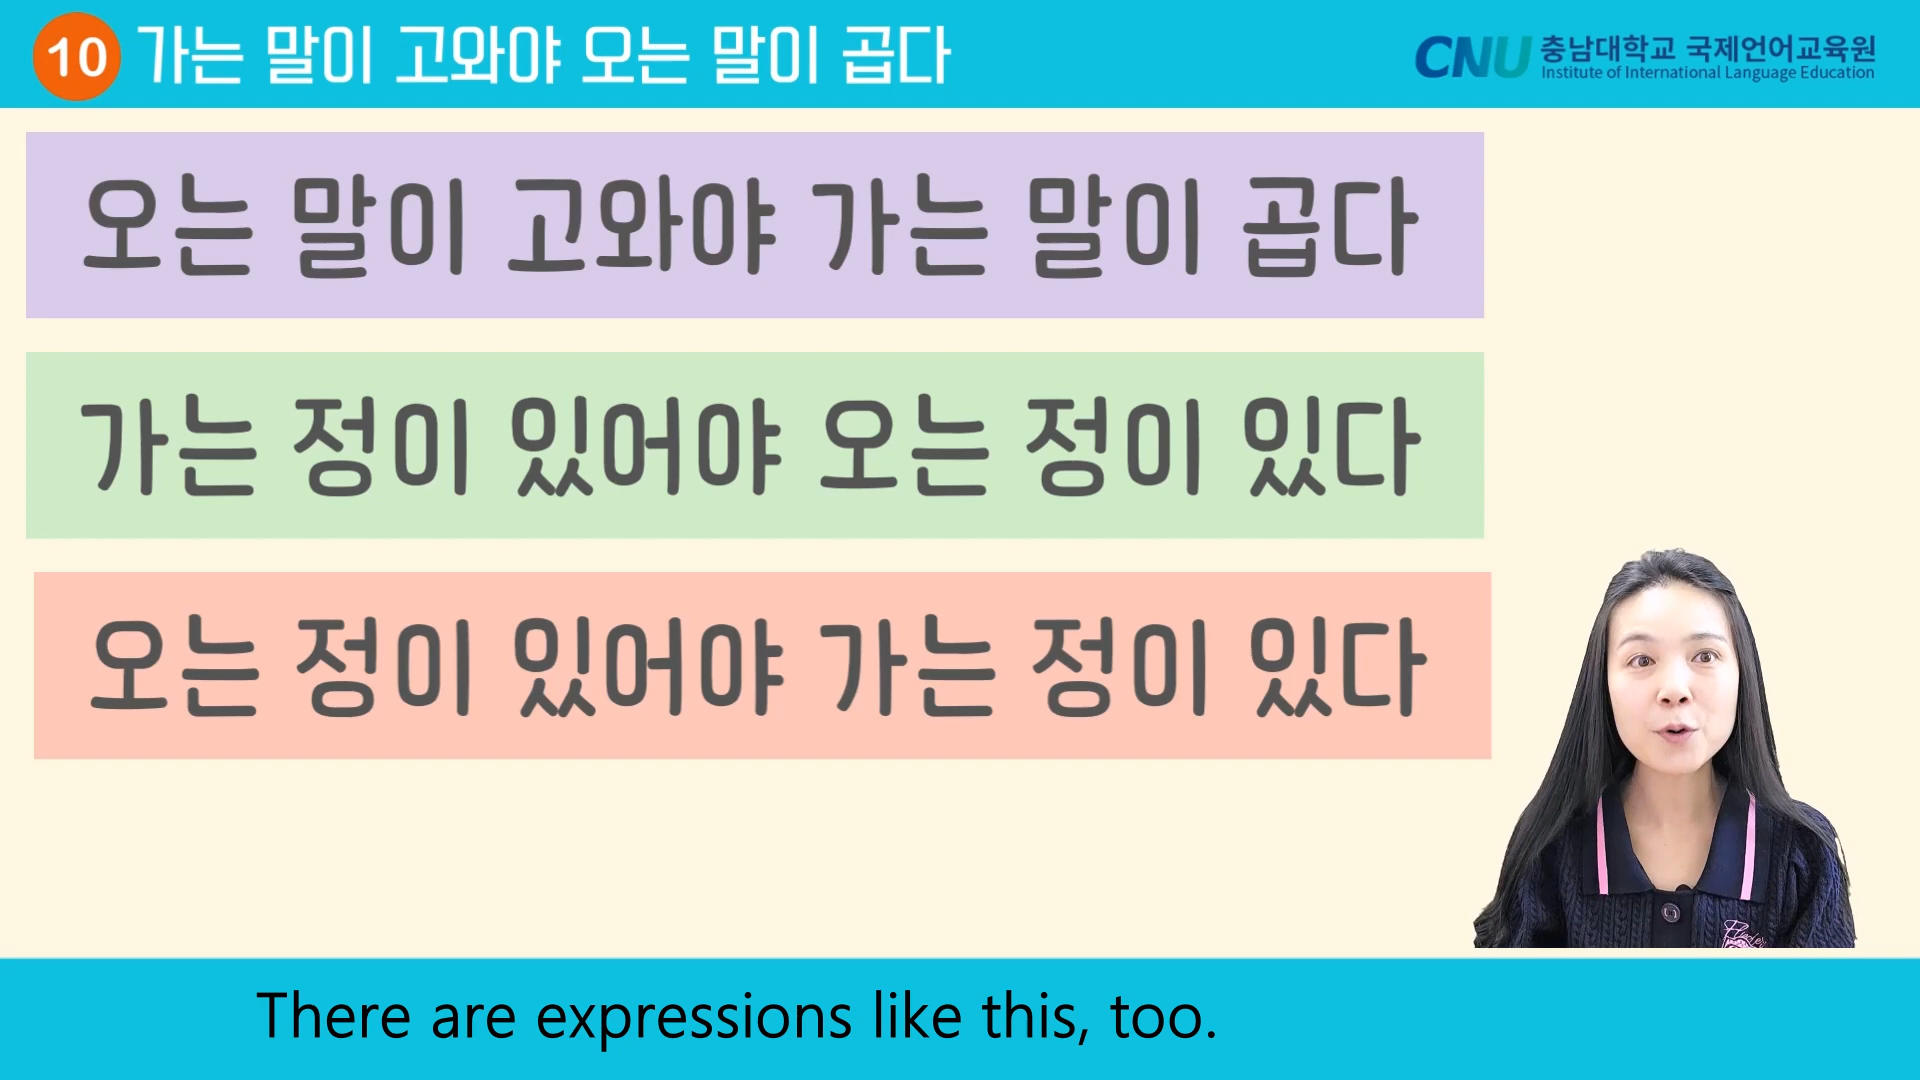 10 가는 말이 고와야 오는 말이 곱다
CNU 충남대학교 국제언어교육원
Institute of International Language Education
오는 말이 고와야 가는 말이 곱다
가는 정이 있어야 오는 정이 있다
오는 정이 있어야 가는 정이 있다
There are expressions like this, too.